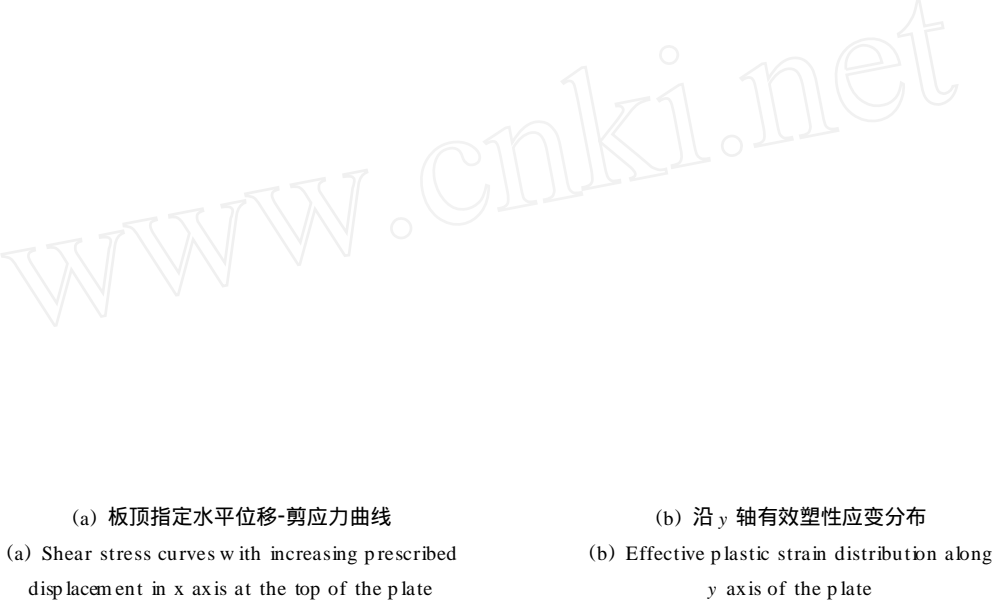 www.cnki.net
(a) 板顶指定水平位移-剪应力曲线
(a) Shear stress curves with increasing prescribed
displacement in x axis at the top of the plate
(b) 沿 y 轴有效塑性应变分布
(b) Effective plastic strain distribution along
y axis of the plate